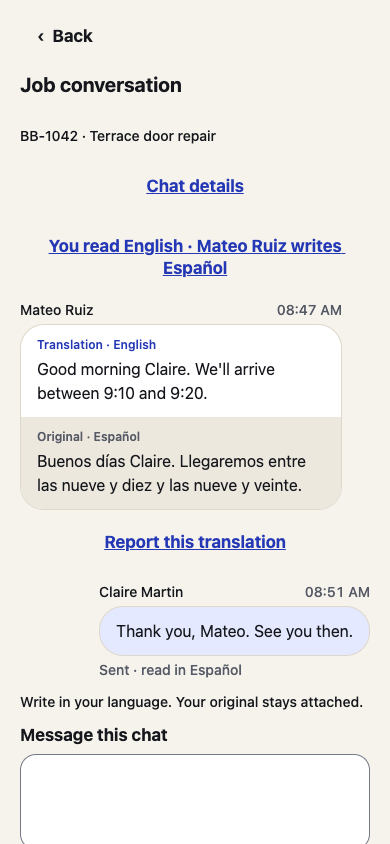 ‹ Back
Job conversation
BB-1042 · Terrace door repair
Chat details
You read English · Mateo Ruiz writes
Español
Mateo Ruiz 08:47 AM
Translation · English
Good morning Claire. We'll arrive
between 9:10 and 9:20.
Original · Español
Buenos días Claire. Llegaremos entre
las nueve y diez y las nueve y veinte.
Report this translation
Claire Martin 08:51 AM
Thank you, Mateo. See you then.
Sent · read in Español
Write in your language. Your original stays attached.
Message this chat